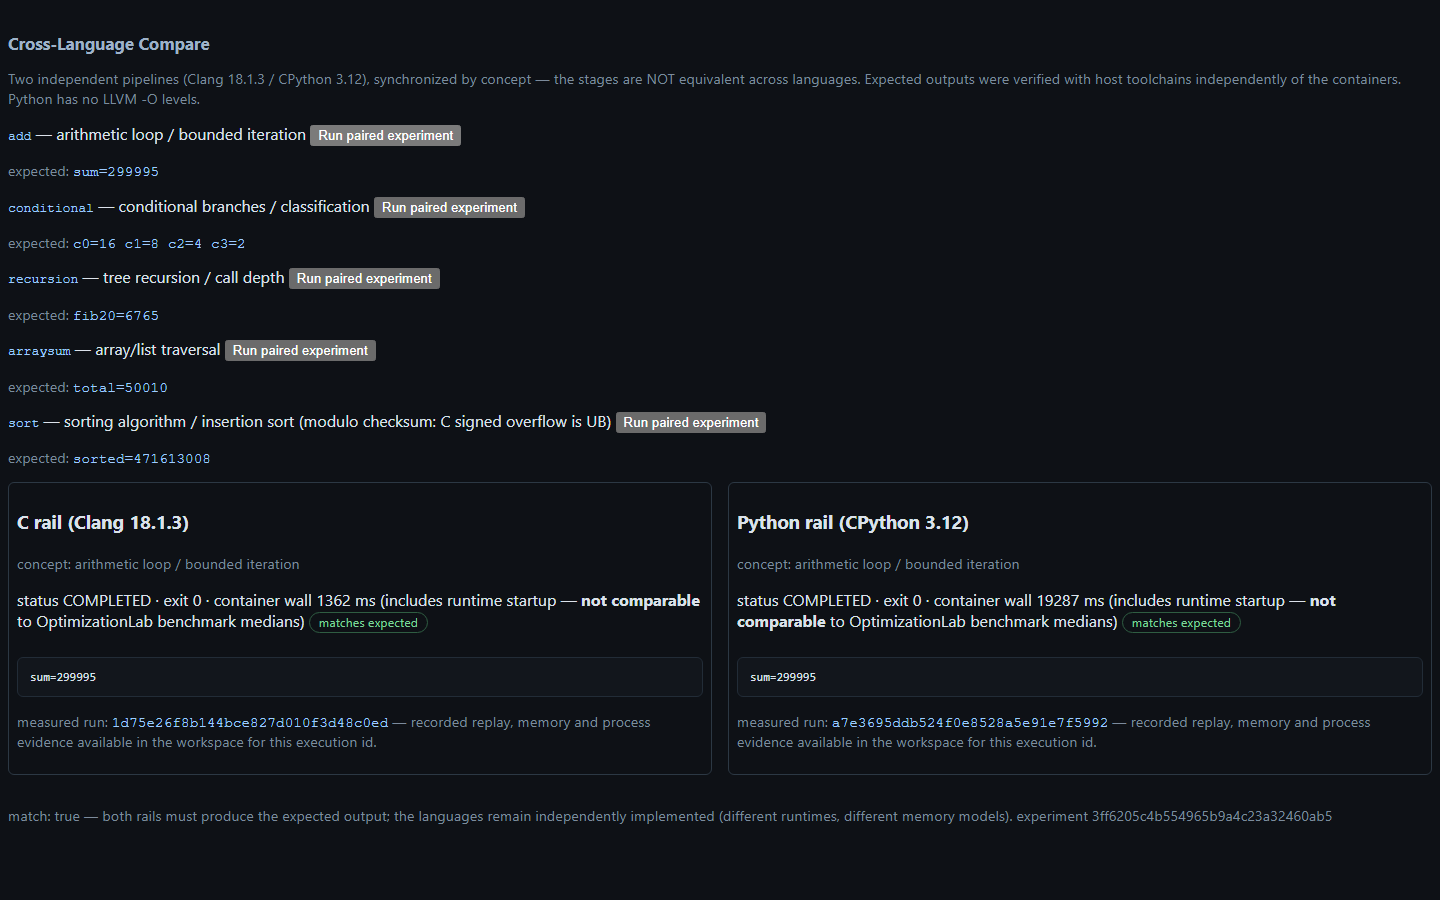 Cross-Language Compare
Two independent pipelines (Clang 18.1.3 / CPython 3.12), synchronized by concept — the stages are NOT equivalent across languages. Expected outputs were verified with host toolchains independently of the containers.
Python has no LLVM -O levels.
add — arithmetic loop / bounded iteration Run paired experiment
expected: sum=299995
conditional — conditional branches / classification Run paired experiment
expected: c0=16 c1=8 c2=4 c3=2
recursion — tree recursion / call depth Run paired experiment
expected: fib20=6765
arraysum — array/list traversal Run paired experiment
expected: total=50010
sort — sorting algorithm / insertion sort (modulo checksum: C signed overflow is UB) Run paired experiment
expected: sorted=471613008
C rail (Clang 18.1.3)
concept: arithmetic loop / bounded iteration
status COMPLETED · exit 0 · container wall 1362 ms (includes runtime startup — not comparable
to OptimizationLab benchmark medians) matches expected
sum=299995
measured run: 1d75e26f8b144bce827d010f3d48c0ed — recorded replay, memory and process
evidence available in the workspace for this execution id.
Python rail (CPython 3.12)
concept: arithmetic loop / bounded iteration
status COMPLETED · exit 0 · container wall 19287 ms (includes runtime startup — not
comparable to OptimizationLab benchmark medians) matches expected
sum=299995
measured run: a7e3695ddb524f0e8528a5e91e7f5992 — recorded replay, memory and process
evidence available in the workspace for this execution id.
match: true — both rails must produce the expected output; the languages remain independently implemented (different runtimes, different memory models). experiment 3ff6205c4b554965b9a4c23a32460ab5